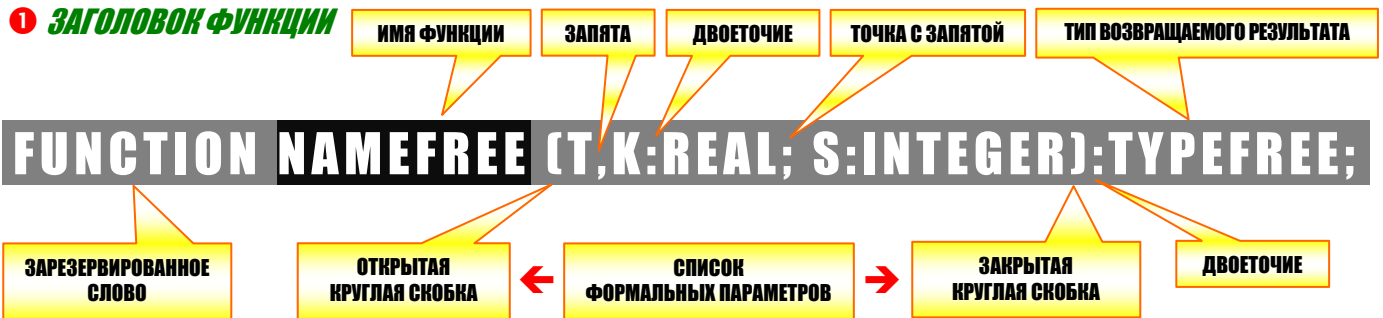 ❶ ЗАГОЛОВОК ФУНКЦИИ
ИМЯ ФУНКЦИИ
ЗАПЯТА
ДВОЕТОЧИЕ
ТОЧКА С ЗАПЯТОЙ
ТИП ВОЗВРАЩАЕМОГО РЕЗУЛЬТАТА
FUNCTION NAMEFREE (T,K:REAL; S:INTEGER):TYPEFREE;
ЗАРЕЗЕРВИРОВАННОЕ
СЛОВО
ОТКРЫТАЯ
КРУГЛАЯ СКОБКА
СПИСОК
ФОРМАЛЬНЫХ ПАРАМЕТРОВ
ЗАКРЫТАЯ
КРУГЛАЯ СКОБКА
ДВОЕТОЧИЕ